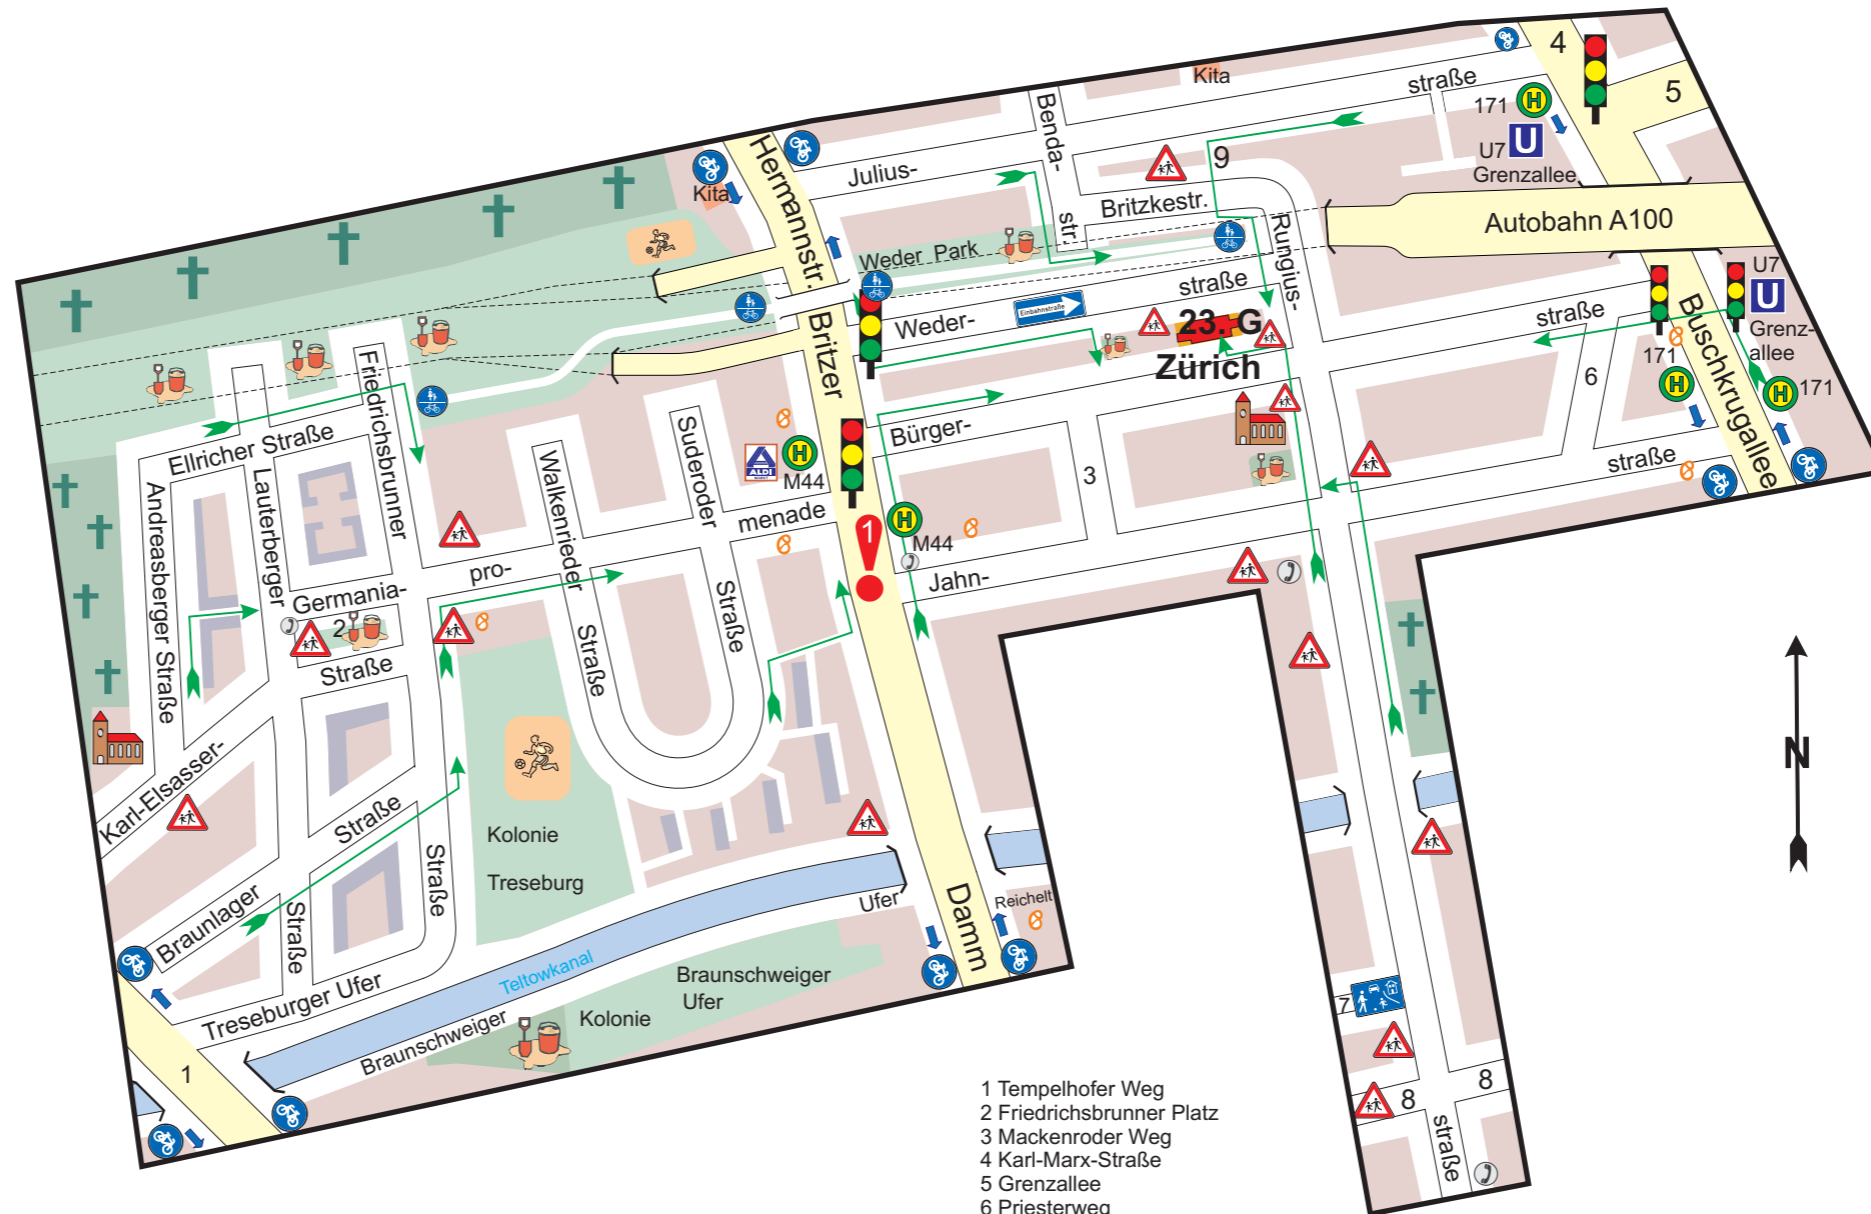 Kita
straße
4
5
171
H
U
U7
Grenzallee
Benda-
str.
Julius-
9
Britzkestr.
Hermannstr.
Kita
Rungius-
Autobahn A100
Weder Park
straße
Weder-
Einbahnstraße
23. G
Zürich
straße
U7
U
Grenz-
allee
171
H
H
171
Buschkrugallee
6
Britzer
Damm
Bürger-
3
straße
Friedrichsbrunner
Straße
Ellricher Straße
Lauterberger
Straße
Andreasberger Straße
Walkenrieder
Straße
Suderoder
Straße
ALDI
MARKT
H
M44
menade
pro-
Germania-
1
H
M44
Jahn-
2
Straße
Karl-Elsasser-
Straße
Braunlager
Kolonie
Treseburg
Ufer
Reichelt
Treseburger Ufer
Teltowkanal
Braunschweiger
Kolonie
Braunschweiger
Ufer
1
7
8
8
straße
N
1 Tempelhofer Weg
2 Friedrichsbrunner Platz
3 Mackenroder Weg
4 Karl-Marx-Straße
5 Grenzallee
6 Priesterweg